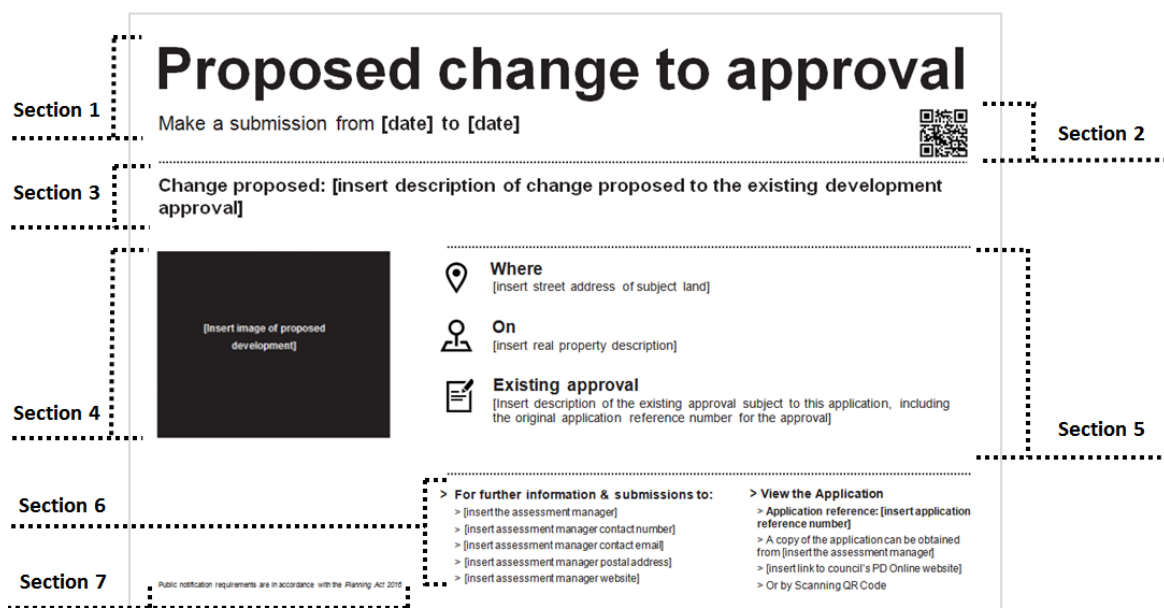 Proposed change to approval
Section 1
Make a submission from [date] to [date]
Section 2
Section 3
Change proposed: [insert description of change proposed to the existing development
approval]
Where
[insert street address of subject land]
[Insert image of proposed
development]
On
[insert real property description]
Existing approval
[Insert description of the existing approval subject to this application, including
the original application reference number for the approval]
Section 4
Section 5
Section 6
> For further information & submissions to:
> [insert the assessment manager]
> [insert assessment manager contact number]
> [insert assessment manager contact email]
> [insert assessment manager postal address]
> [insert assessment manager website]
> View the Application
> Application reference: [insert application
reference number]
> A copy of the application can be obtained
from [insert the assessment manager]
> [insert link to council's PD Online website]
> Or by Scanning QR Code
Section 7
Public notification requirements are in accordance with the Planning Act 2016